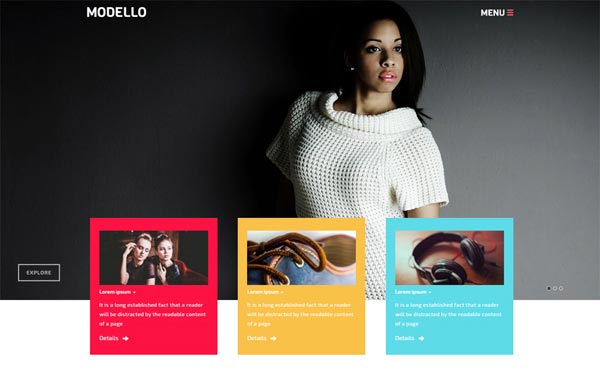 MODELLO
MENU
EXPLORE
Lorem ipsum -
It is a long established fact that a reader
will be distracted by the readable content
of a page
Details
Lorem ipsum -
It is a long established fact that a reader
will be distracted by the readable content
of a page
Details
Lorem ipsum -
It is a long established fact that a reader
will be distracted by the readable content
of a page
Details